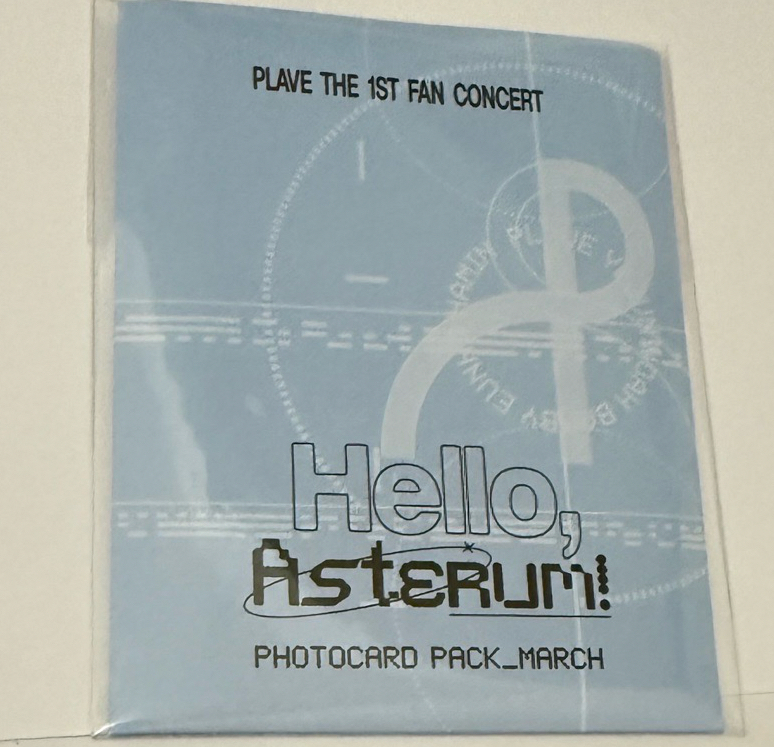 PLAVE THE 1ST FAN CONCERT
Hello,
Asterum!
PHOTOCARD PACK_MARCH